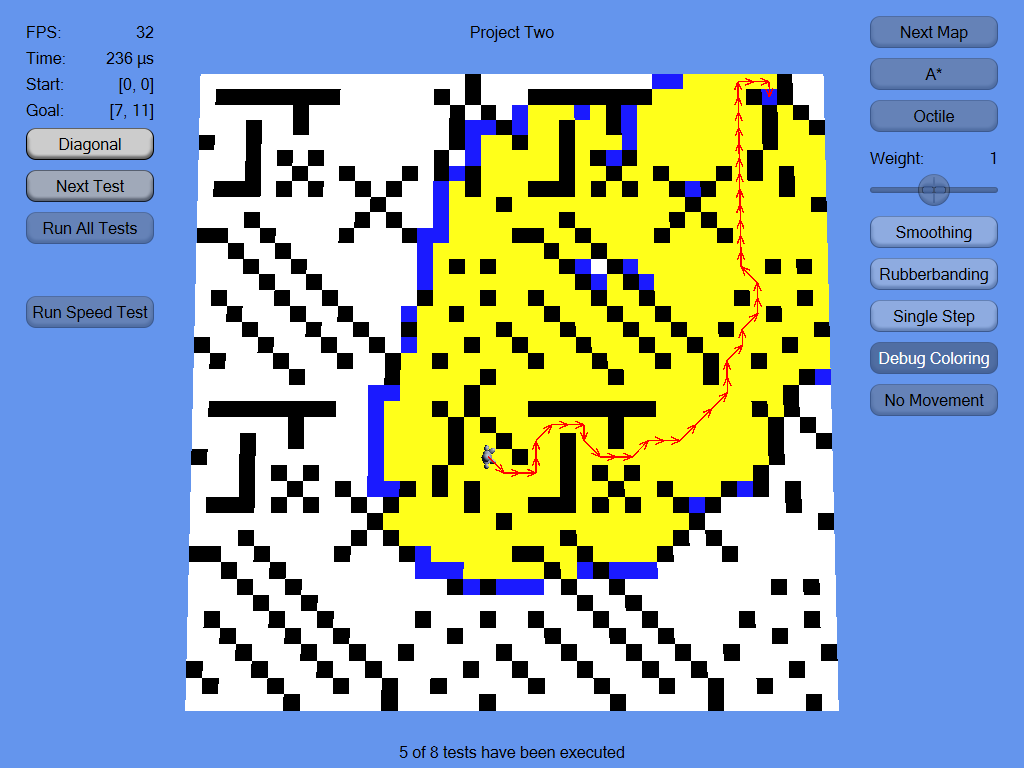 FPS: 32
Time: 236 µs
Start: [0, 0]
Goal: [7, 11]
Diagonal
Next Test
Run All Tests
Run Speed Test
Project Two
Next Map
A*
Octile
Weight: 1
Smoothing
Rubberbanding
Single Step
Debug Coloring
No Movement
5 of 8 tests have been executed